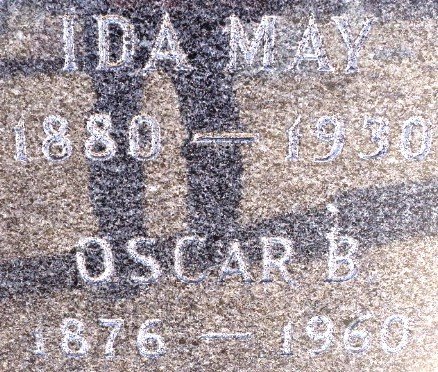 IDA MAY
1880 — 1930
OSCAR B.
1876 — 1960